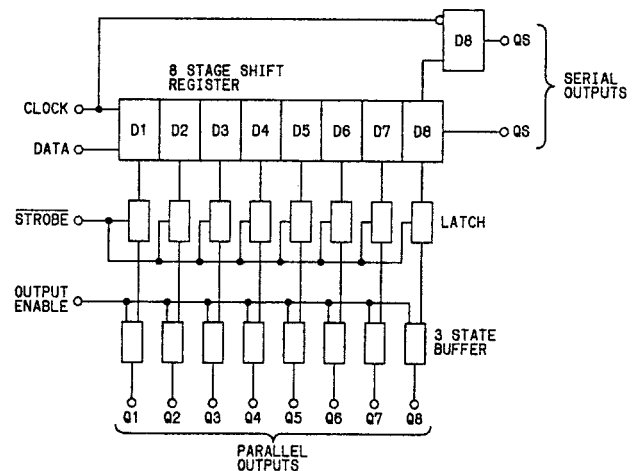 D8
QS
SERIAL
OUTPUTS
8 STAGE SHIFT
REGISTER
CLOCK
D1 D2 D3 D4 D5 D6 D7 D8
QS
DATA
STROBE
LATCH
OUTPUT
ENABLE
3 STATE
BUFFER
Q1 Q2 Q3 Q4 Q5 Q6 Q7 Q8
PARALLEL
OUTPUTS